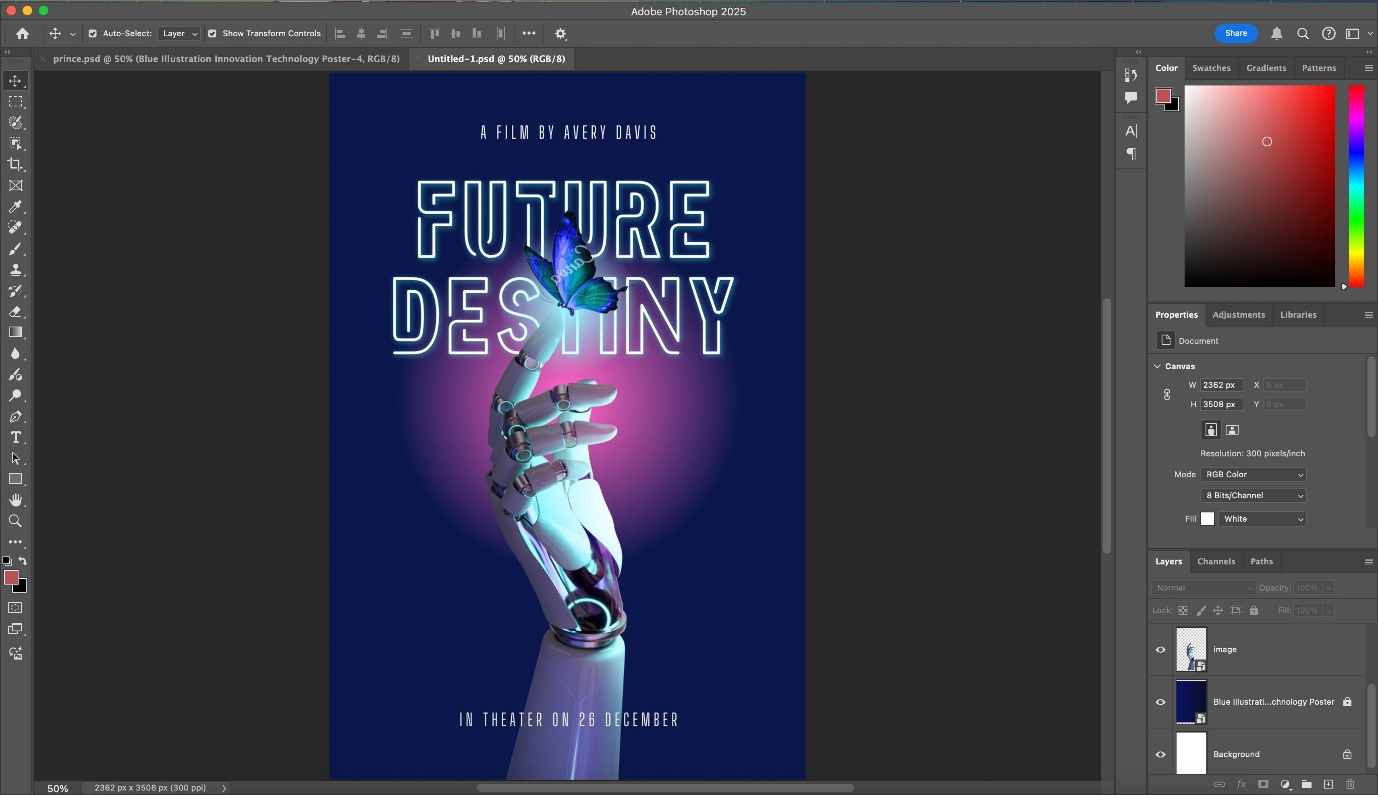 Adobe Photoshop 2025
Auto-Select: Layer Show Transform Controls Share
prince.psd @ 50% (Blue Illustration Innovation Technology Poster-4, RGB/8) Untitled-1.psd @ 50% (RGB/8)
A FILM BY AVERY DAVIS
FUTURE
DESTINY
Canva
IN THEATER ON 26 DECEMBER
Color Swatches Gradients Patterns
Properties Adjustments Libraries
Document
Canvas
W 2362 px X 0 px
H 3508 px Y 0 px
Resolution: 300 pixels/inch
Mode RGB Color
8 Bits/Channel
Fill White
Layers Channels Paths
Normal Opacity: 100%
Lock: Fill: 100%
image
Blue Illustrati...chnology Poster
Background
50% 2362 px x 3508 px (300 ppi)